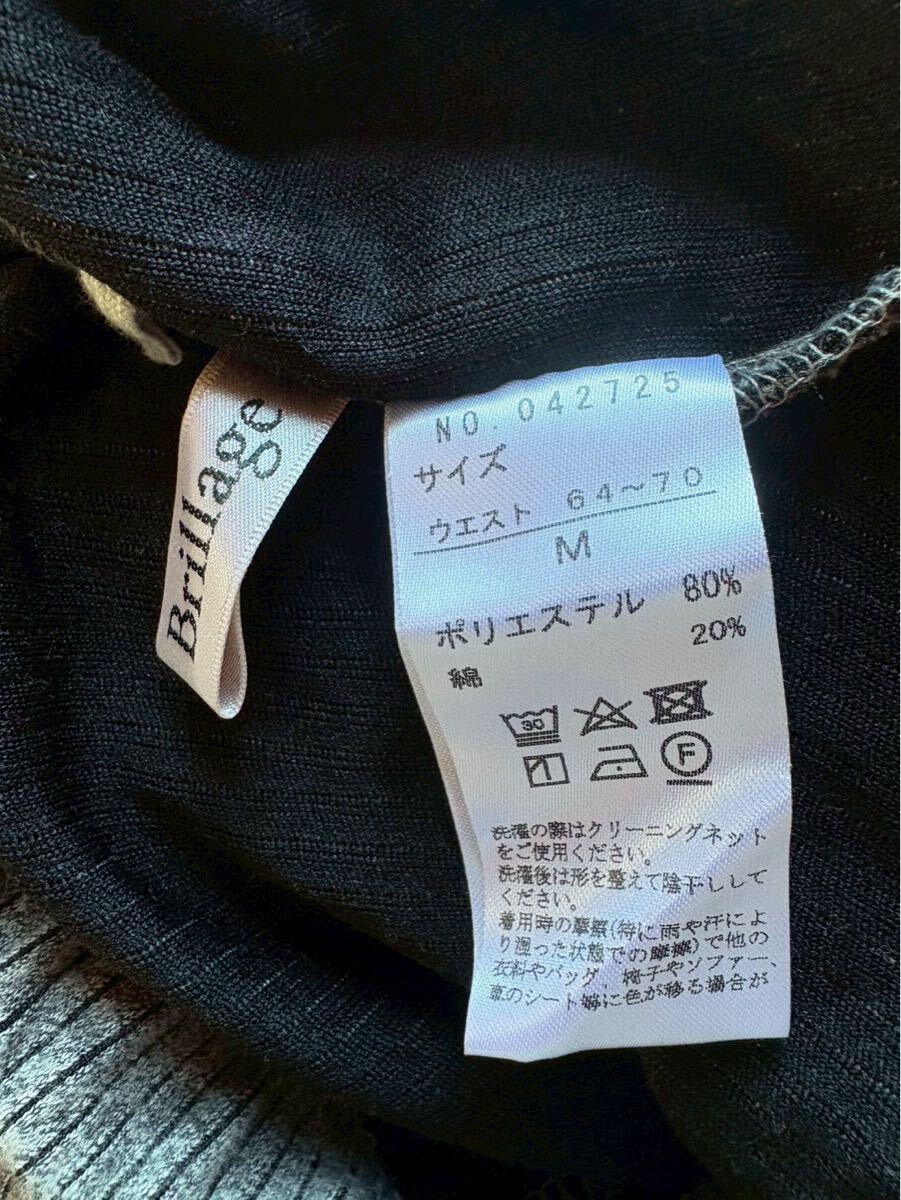 Brillage
NO.042725
サイズ
ウエスト 64～70
M
ポリエステル 80%
綿 20%
30
F
洗濯の際はクリーニングネット
をご使用ください。
洗濯後は形を整えて陰干しして
ください。
着用時の摩擦(特に雨や汗によ
り湿った状態での摩擦)で他の
衣料やバッグ、椅子やソファー、
車のシート等に色が移る場合が